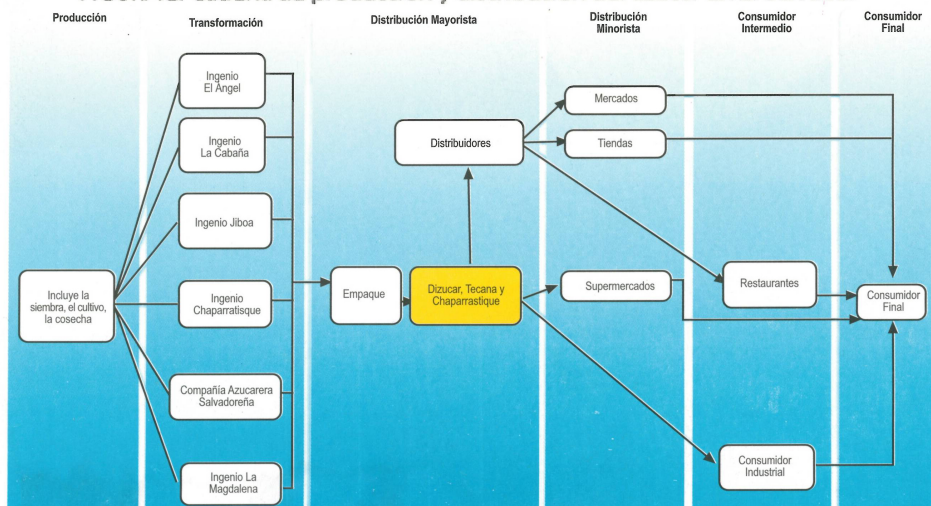 Producción
Transformación
Distribución Mayorista
Distribución
Minorista
Consumidor
Intermedio
Consumidor
Final
Ingenio
El Angel
Ingenio
La Cabaña
Ingenio Jiboa
Ingenio
Chaparratisque
Compañía Azucarera
Salvadoreña
Ingenio La
Magdalena
Incluye la
siembra, el cultivo,
la cosecha
Empaque
Distribuidores
Dizucar, Tecana y
Chaparrastique
Mercados
Tiendas
Supermercados
Restaurantes
Consumidor
Industrial
Consumidor
Final